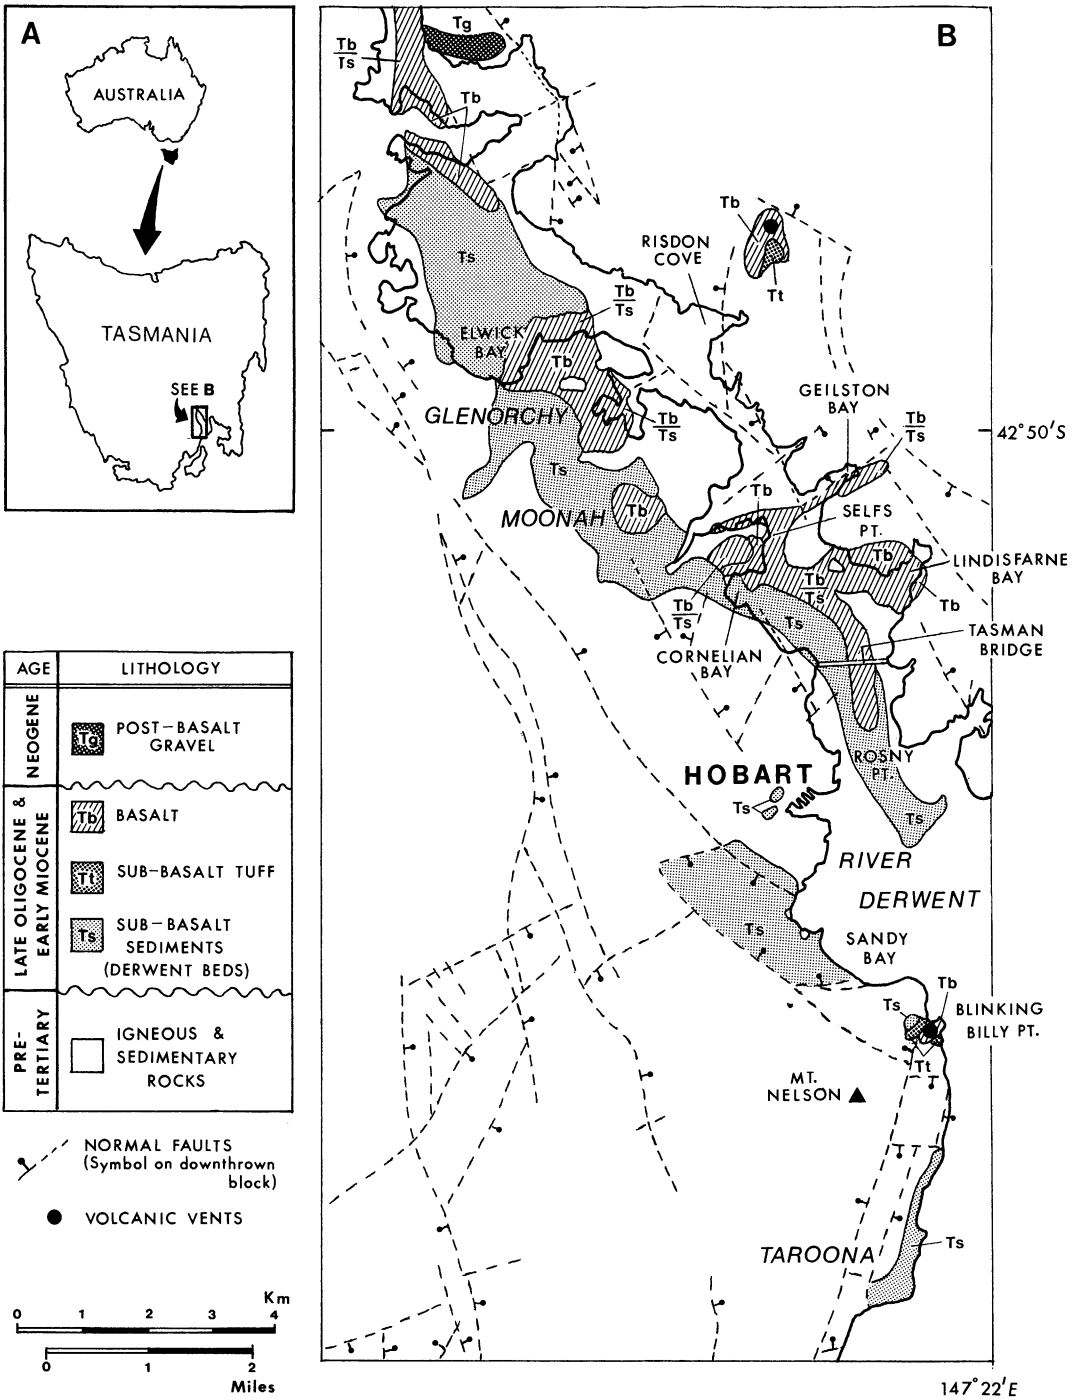 A
AUSTRALIA
TASMANIA
SEE B
AGE
LITHOLOGY
NEOGENE
Tg
POST-BASALT
GRAVEL
LATE OLIGOCENE &
EARLY MIOCENE
Tb
BASALT
Tt
SUB-BASALT TUFF
Ts
SUB-BASALT
SEDIMENTS
(DERWENT BEDS)
PRE-
TERTIARY
IGNEOUS &
SEDIMENTARY
ROCKS
NORMAL FAULTS
(Symbol on downthrown
block)
VOLCANIC VENTS
Km
0 1 2 3 4
0 1 2
Miles
B
Tg
Tb
Ts
Tb
Tb
RISDON
COVE
Tt
Ts
Tb
Ts
ELWICK
BAY
Tb
GEILSTON
BAY
GLENORCHY
Tb
Ts
Tb
Ts
42°50'S
Ts
Tb
MOONAH
Tb
SELFS
PT.
Tb
LINDISFARNE
BAY
Tb
Ts
Tb
Tb
Ts
Ts
TASMAN
BRIDGE
CORNELIAN
BAY
ROSNY
PT.
HOBART
Ts
Ts
RIVER
DERWENT
Ts
SANDY
BAY
Tb
Ts
BLINKING
BILLY PT.
Tt
MT.
NELSON
TAROONA
Ts
147°22'E